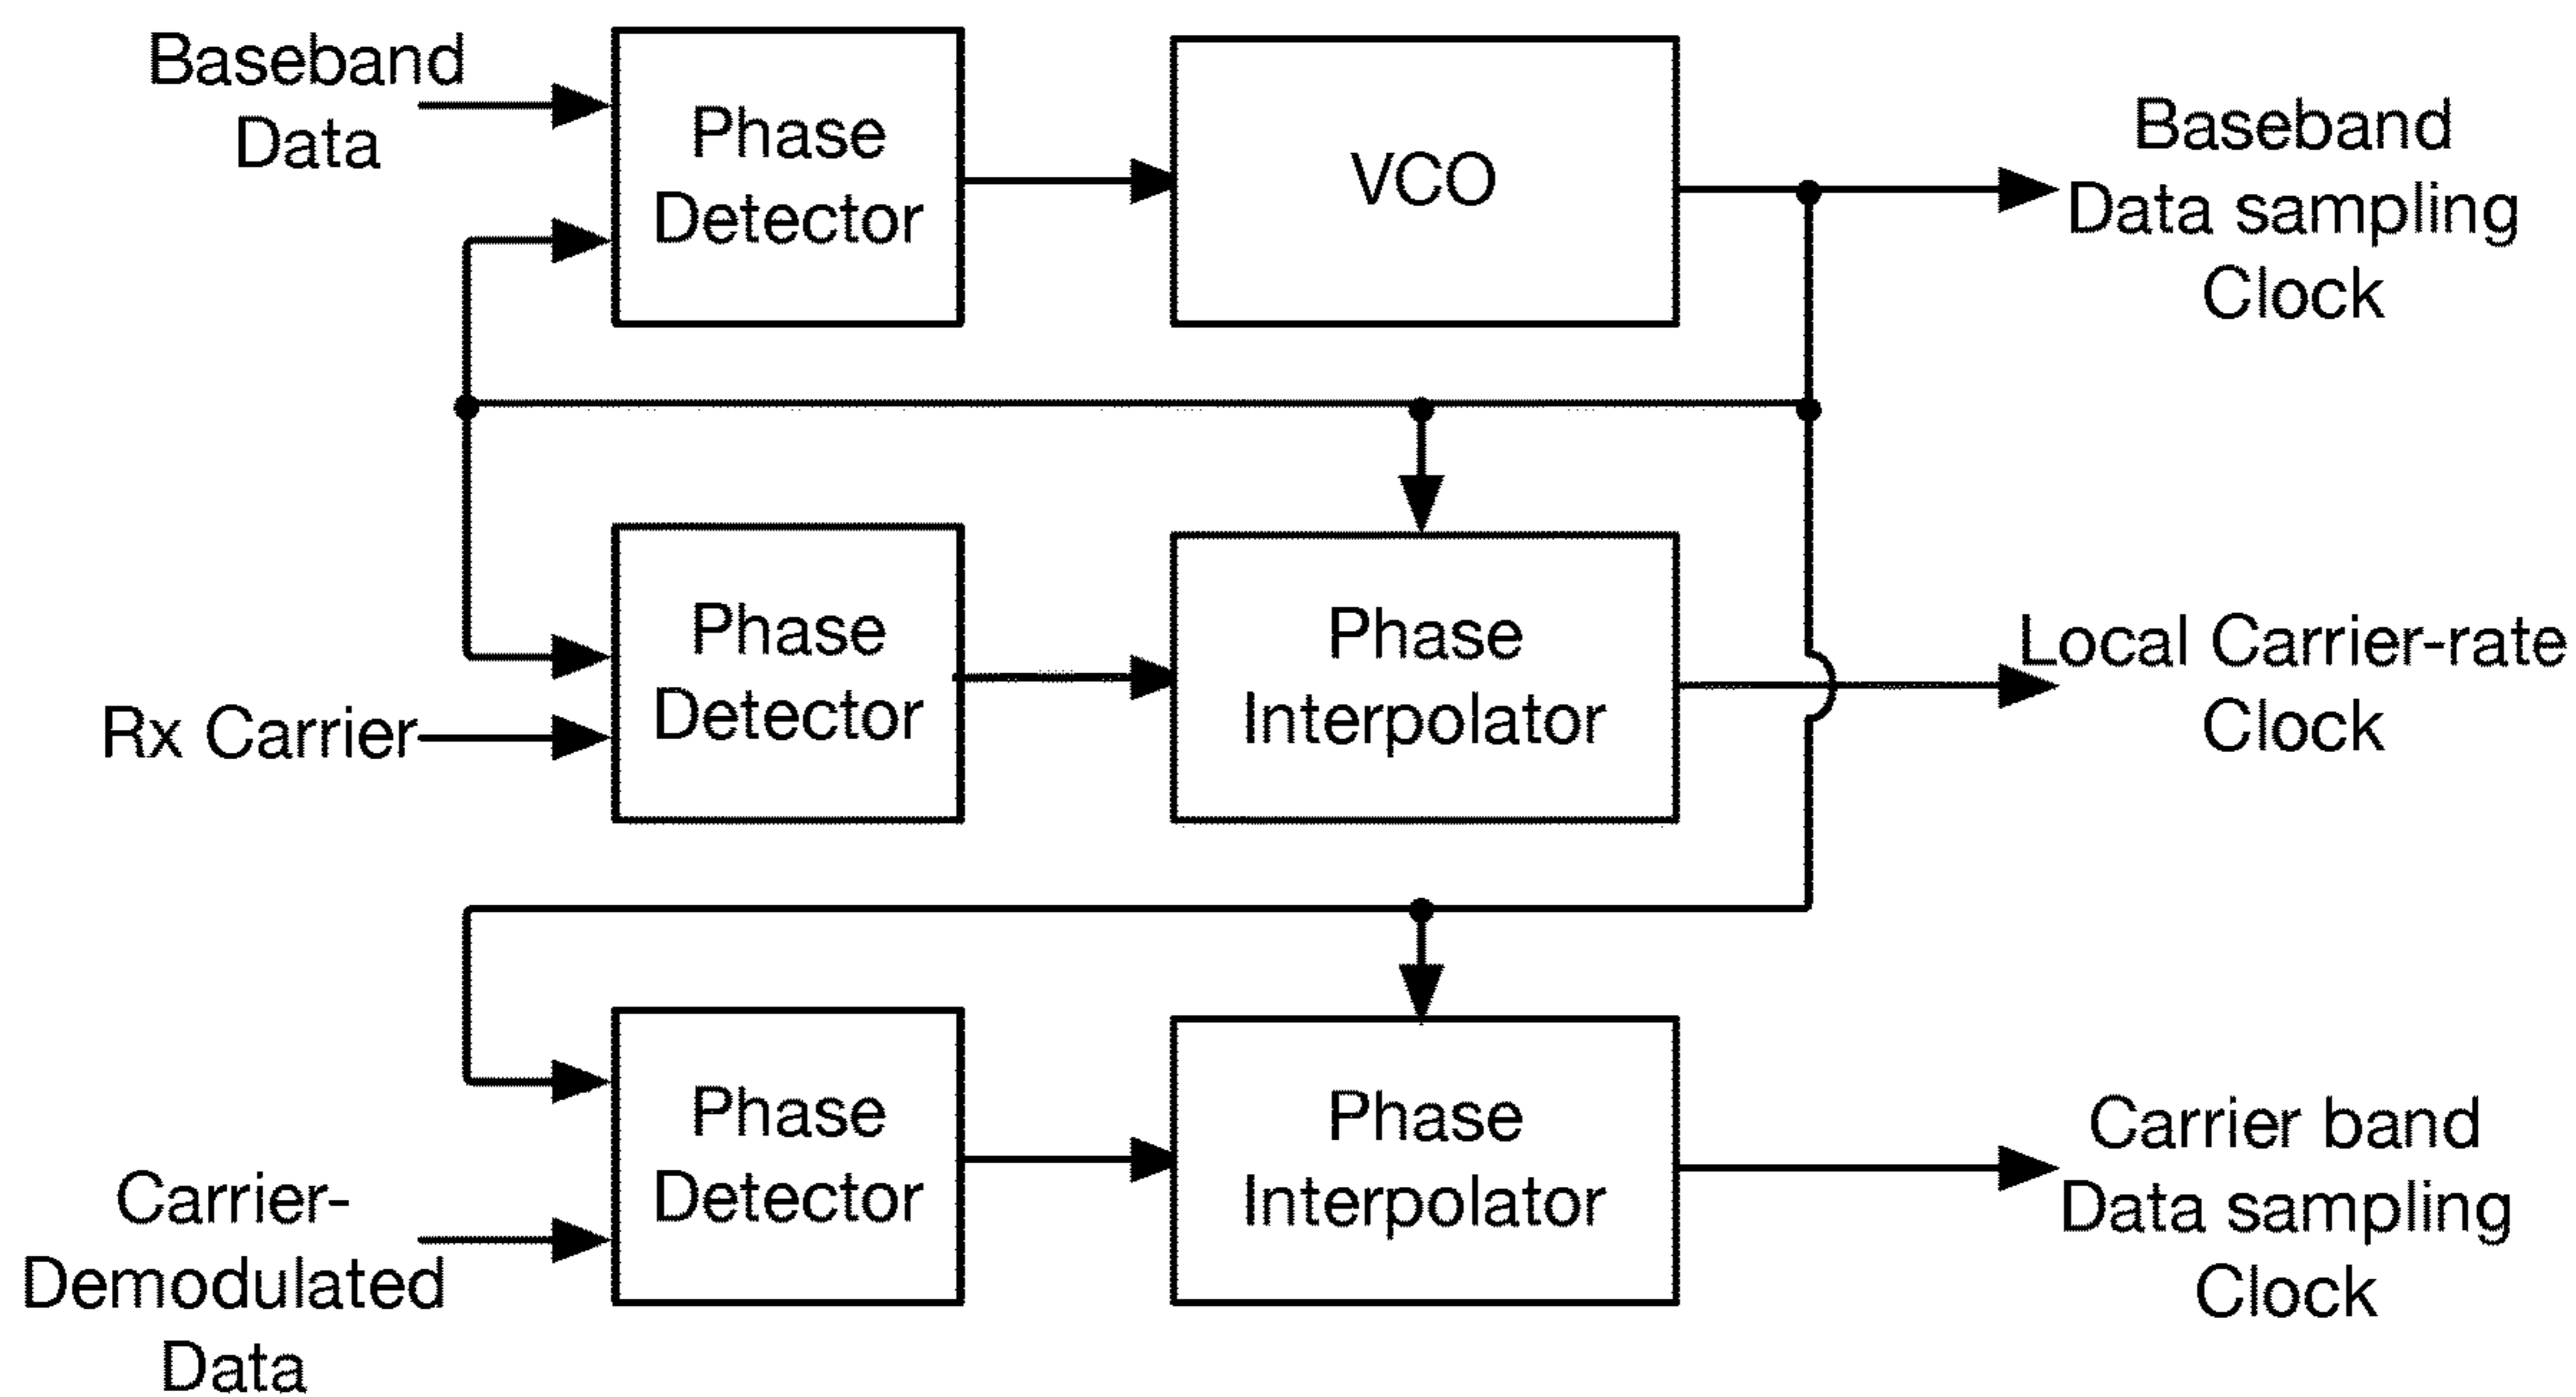 Baseband
Data
Phase
Detector
VCO
Baseband
Data sampling
Clock
Phase
Detector
Rx Carrier
Phase
Interpolator
Local Carrier-rate
Clock
Carrier-
Demodulated
Data
Phase
Detector
Phase
Interpolator
Carrier band
Data sampling
Clock